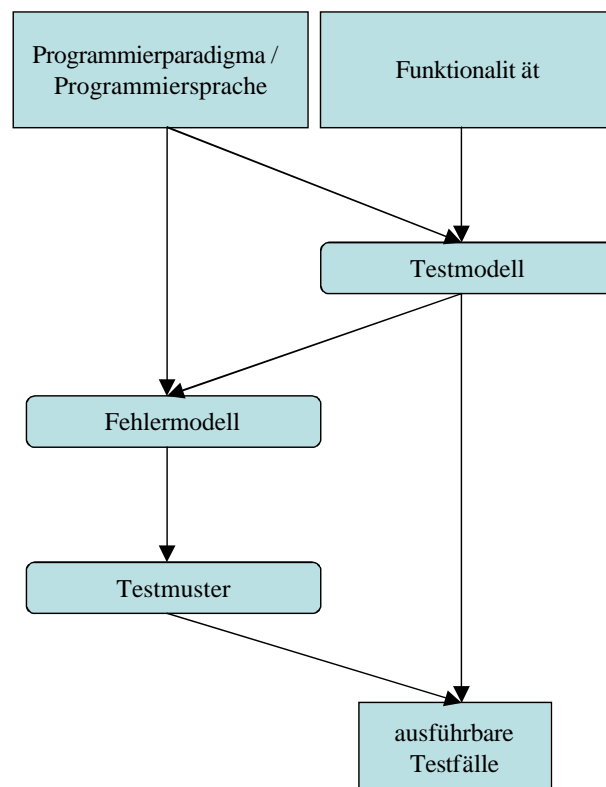 Programmierparadigma /
Programmiersprache
Funktionalit ät
Testmodell
Fehlermodell
Testmuster
ausführbare
Testfälle